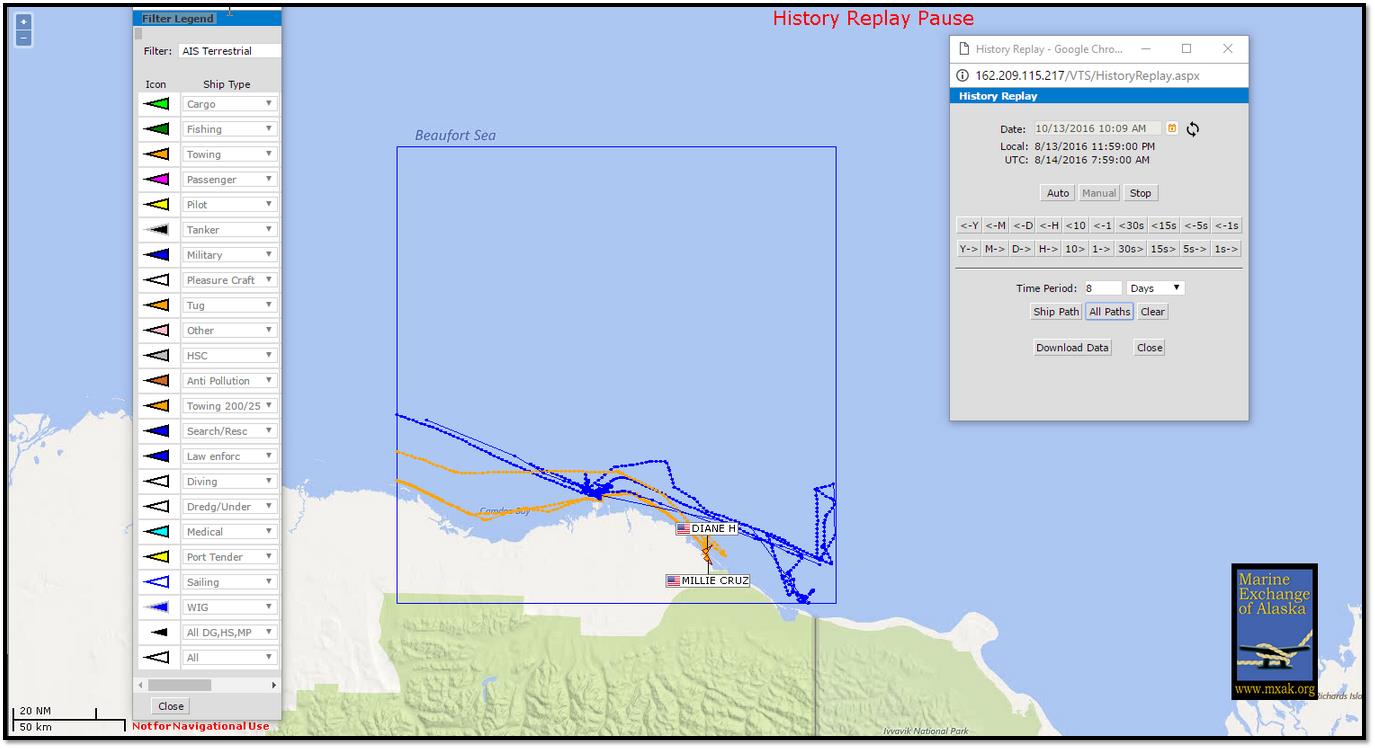 History Replay Pause
+
−
Filter Legend
Filter: AIS Terrestrial
Icon Ship Type
Cargo
Fishing
Towing
Passenger
Pilot
Tanker
Military
Pleasure Craft
Tug
Other
HSC
Anti Pollution
Towing 200/25
Search/Resc
Law enforc
Diving
Dredg/Under
Medical
Port Tender
Sailing
WIG
All DG,HS,MP
All
Close
Not for Navigational Use
20 NM
50 km
Beaufort Sea
Camden Bay
DIANE H
MILLIE CRUZ
Ivvavik National Park
History Replay - Google Chro...
162.209.115.217/VTS/HistoryReplay.aspx
History Replay
Date: 10/13/2016 10:09 AM
Local: 8/13/2016 11:59:00 PM
UTC: 8/14/2016 7:59:00 AM
Auto Manual Stop
<-Y <-M <-D <-H <10 <-1 <30s <15s <-5s <-1s
Y-> M-> D-> H-> 10> 1-> 30s> 15s> 5s-> 1s->
Time Period: 8 Days
Ship Path All Paths Clear
Download Data Close
Marine
Exchange
of Alaska
www.mxak.org